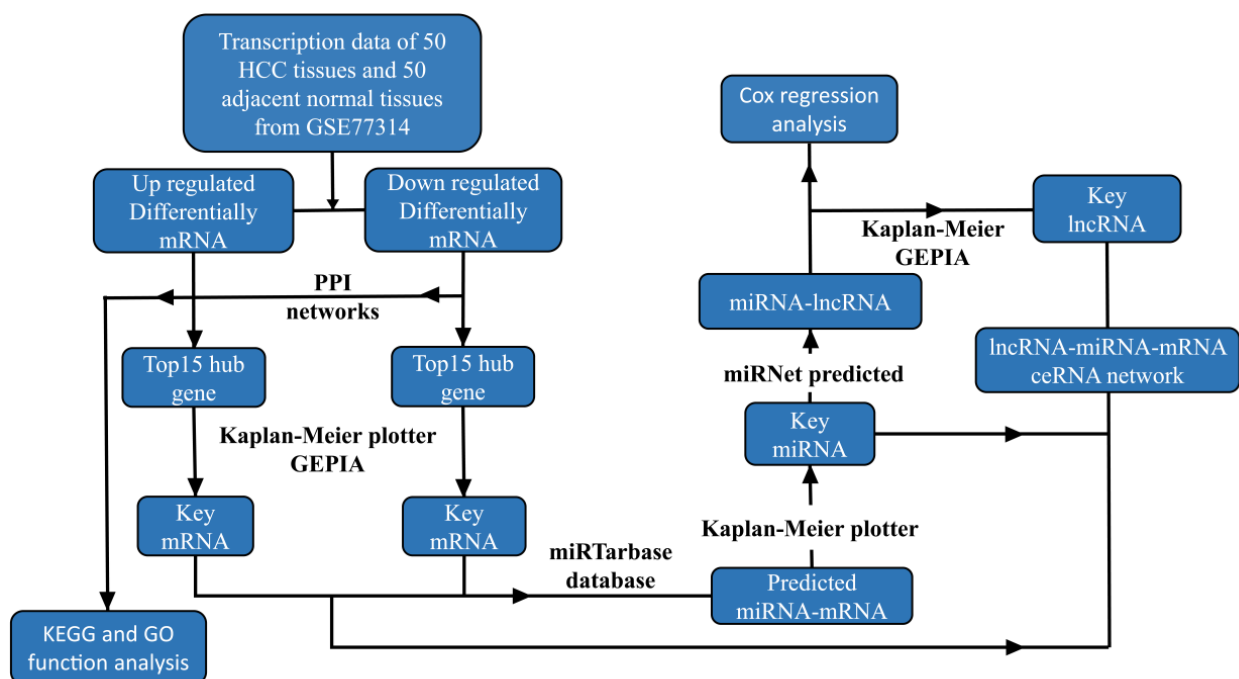 Transcription data of 50
HCC tissues and 50
adjacent normal tissues
from GSE77314
Up regulated
Differentially
mRNA
Down regulated
Differentially
mRNA
PPI
networks
Top15 hub
gene
Top15 hub
gene
Kaplan-Meier plotter
GEPIA
Key
mRNA
Key
mRNA
KEGG and GO
function analysis
miRTarbase
database
Predicted
miRNA-mRNA
Kaplan-Meier plotter
Key
miRNA
miRNet predicted
miRNA-lncRNA
Cox regression
analysis
Kaplan-Meier
GEPIA
Key
lncRNA
lncRNA-miRNA-mRNA
ceRNA network